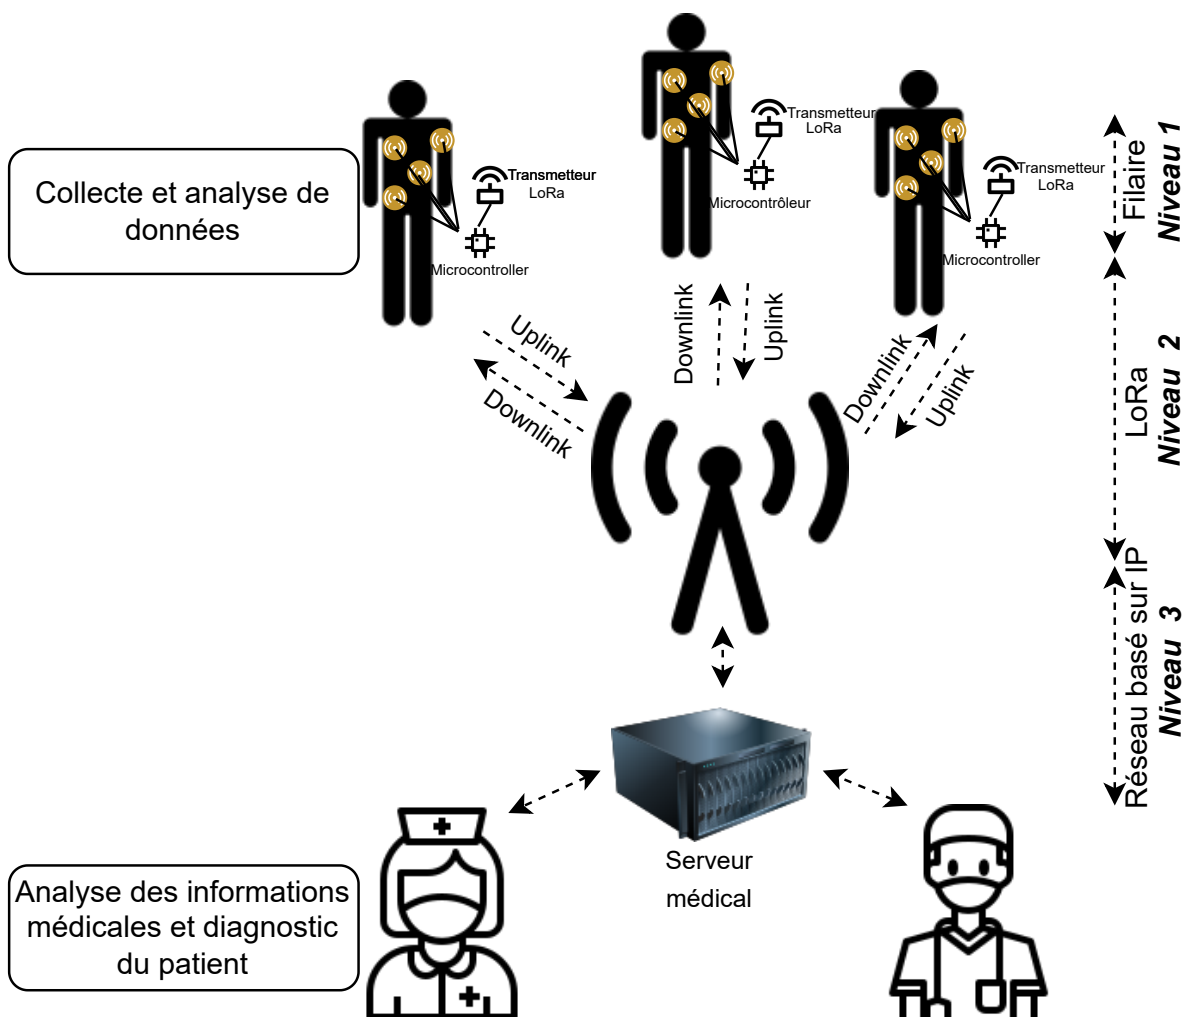 Transmetteur
LoRa
Microcontrôleur
Transmetteur
LoRa
Microcontroller
Transmetteur
LoRa
Microcontroller
Collecte et analyse de
données
Filaire
Niveau 1
Uplink
Downlink
Downlink
Uplink
Downlink
Uplink
LoRa
Niveau 2
Réseau basé sur IP
Niveau 3
Serveur
médical
Analyse des informations
médicales et diagnostic
du patient